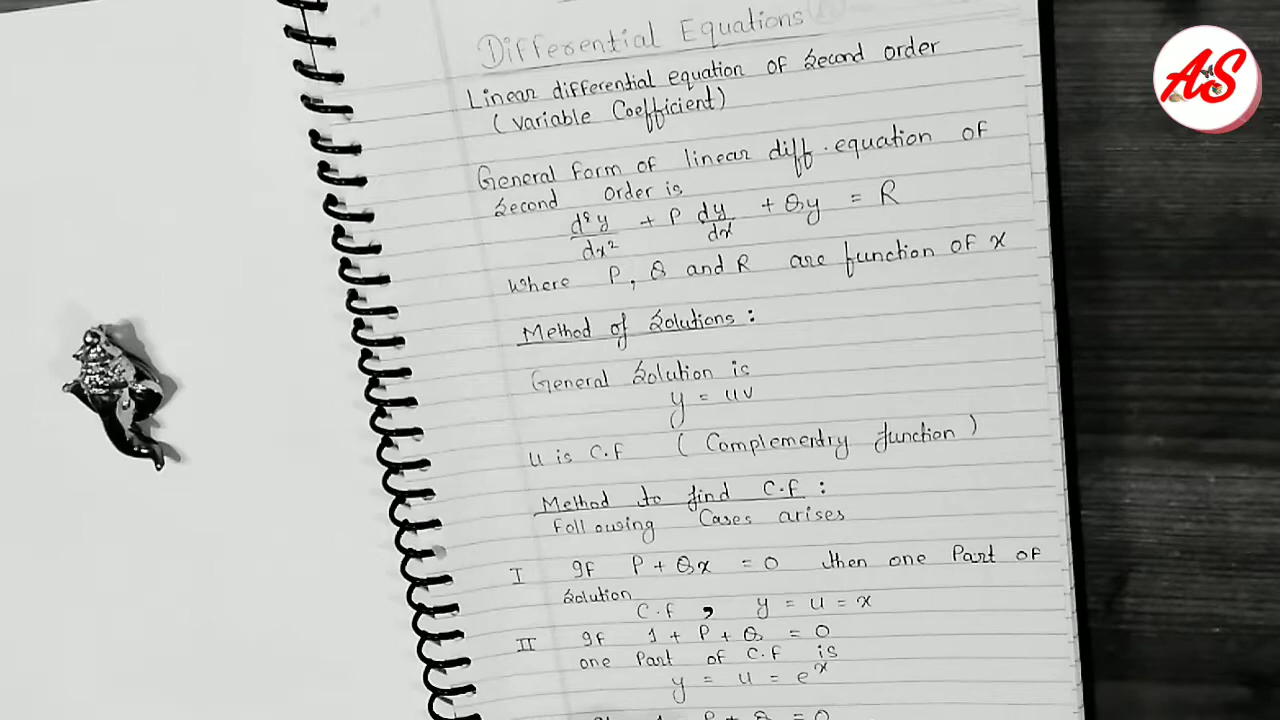 Differential Equations
Linear differential equation of second order
(variable Coefficient)
General form of linear diff. equation of
second order is
d²y/dx² + P dy/dx + Qy = R
where P, Q and R are function of x
Method of Solutions:
General Solution is
y = uv
u is C.F (Complementry function)
Method to find C.F:
Following Cases arises
I If P + Qx = 0 then one Part of
solution
C.F, y = u = x
II If 1 + P + Q = 0
one Part of C.F is
y = u = eˣ
P + Q = 0
AS